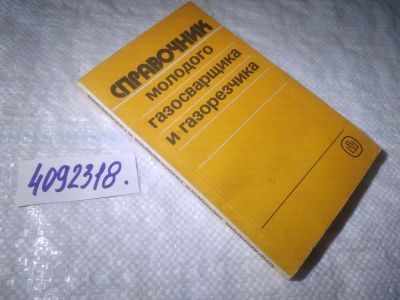 СПРАВОЧНИК
молодого
газосварщика
и газорезчика
4092318.